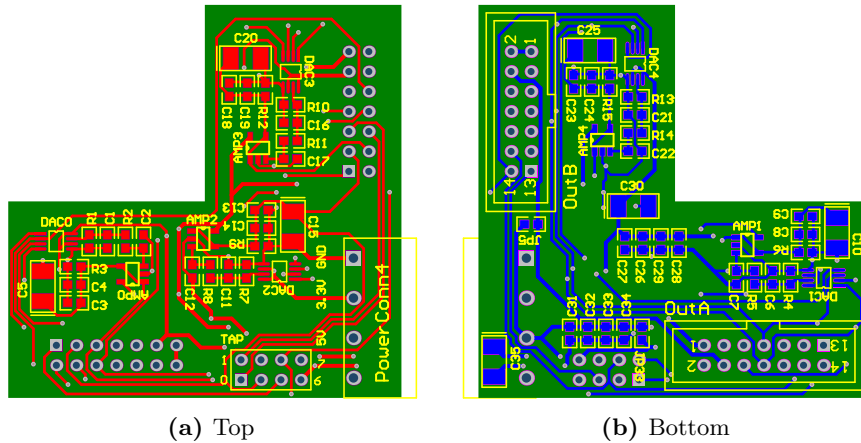 C20
DAC3
C18
C19
R12
R10
C16
R11
C17
AMP3
DAC0
R1
C1
R2
C2
AMP2
C13
C14
R9
C15
GND
3.3V
5V
PowerConn4
C5
R3
C4
C3
AMP0
C12
R8
C11
R7
DAC2
TAP
1
7
0
6
(a) Top
2
1
C25
DAC4
C23
C24
R15
R13
C21
R14
C22
AMP4
14
13
OutB
C30
JP5
C27
C26
C29
C28
AMP1
C9
C8
R6
C10
C7
R5
C6
R4
DAC1
OutA
C31
C32
C33
C34
C35
1
2
13
14
(b) Bottom